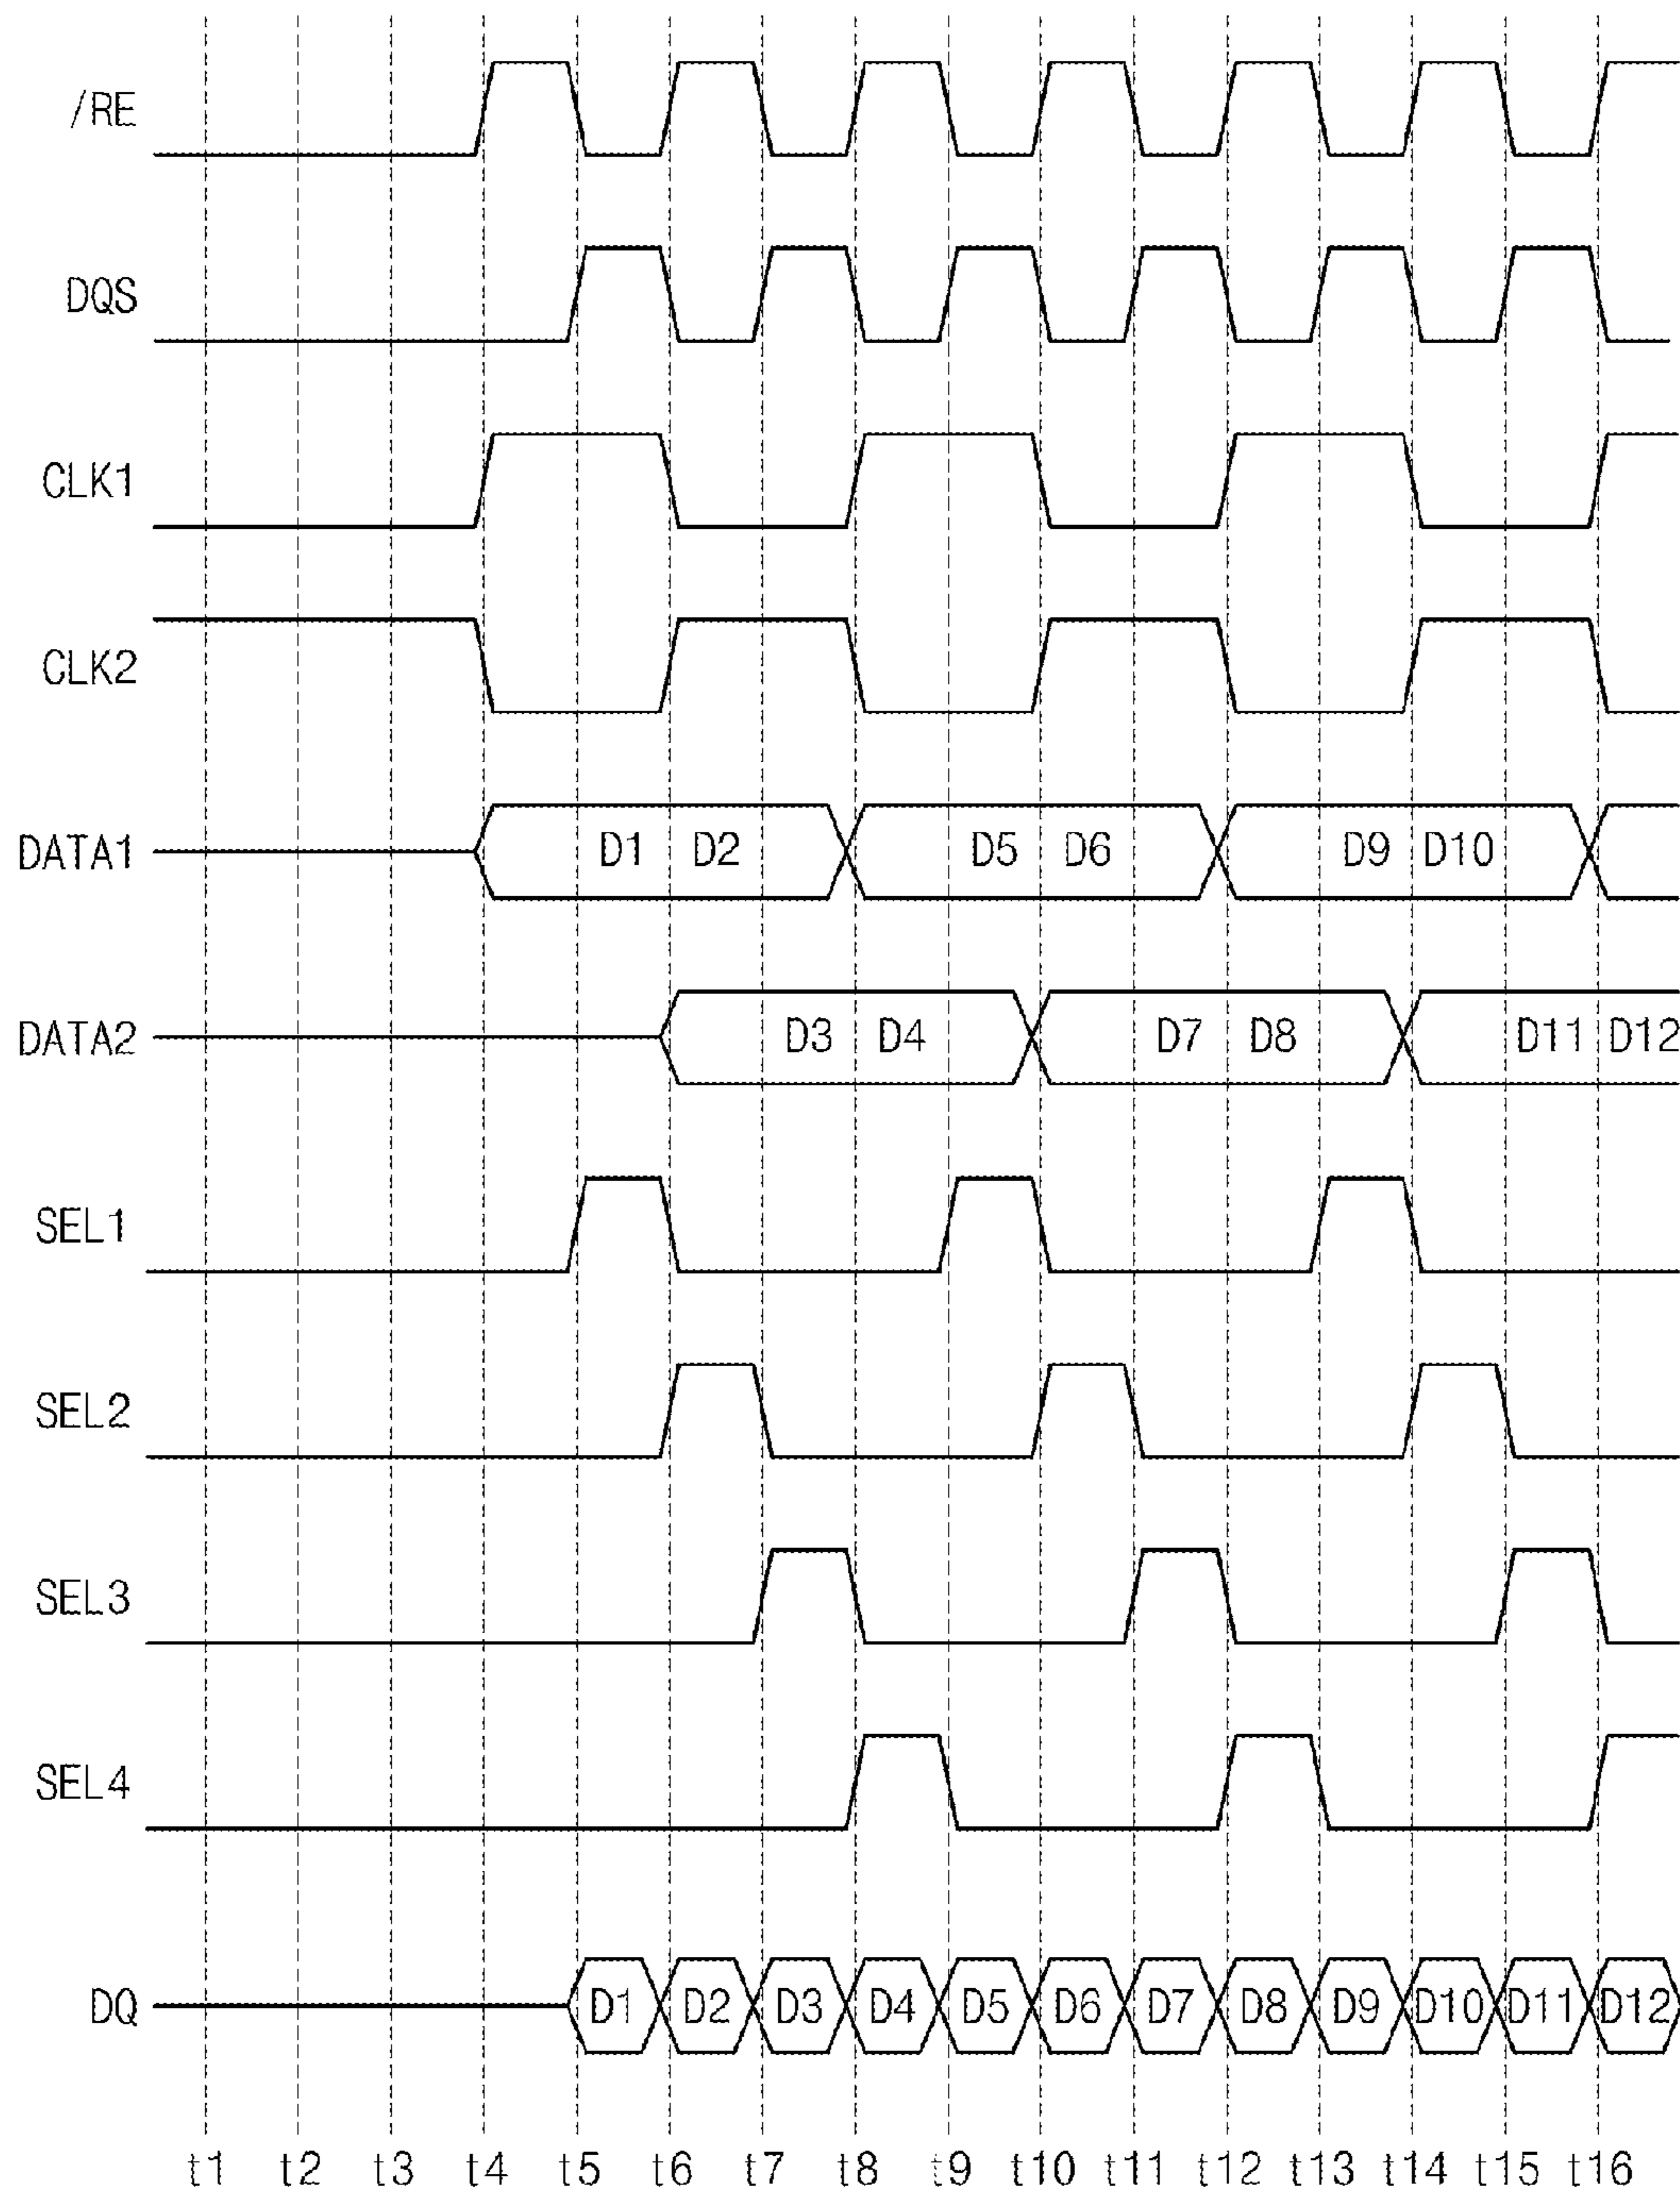 /RE
DQS
CLK1
CLK2
DATA1 D1 D2 D5 D6 D9 D10
DATA2 D3 D4 D7 D8 D11 D12
SEL1
SEL2
SEL3
SEL4
DQ D1 D2 D3 D4 D5 D6 D7 D8 D9 D10 D11 D12
t1 t2 t3 t4 t5 t6 t7 t8 t9 t10 t11 t12 t13 t14 t15 t16